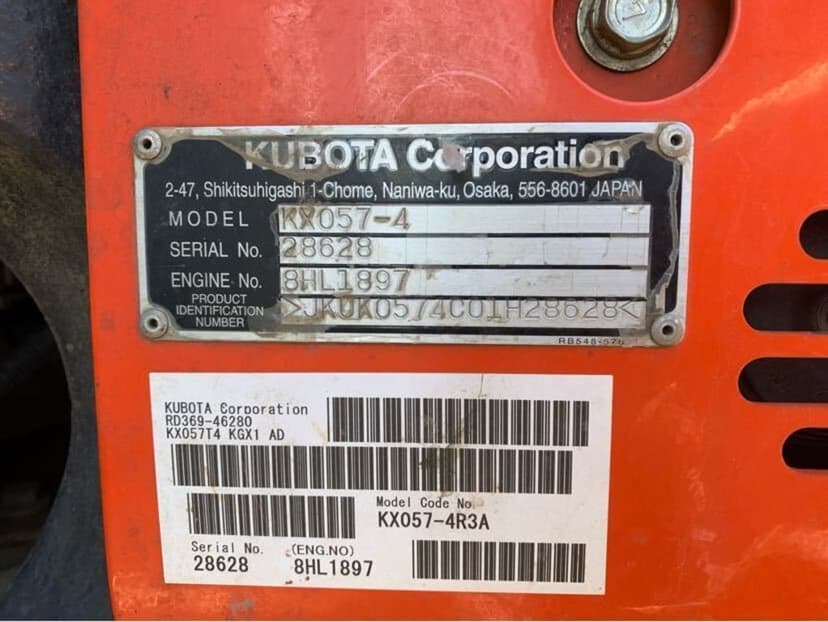 KUBOTA Corporation
2-47, Shikitsuhigashi 1-Chome, Naniwa-ku, Osaka, 556-8601 JAPAN
MODEL KX057-4
SERIAL No. 28628
ENGINE No. 8HL1897
PRODUCT IDENTIFICATION NUMBER >JKUK0574C01H28628<
RB548-576
KUBOTA Corporation
RD369-46280
KX057T4 KGX1 AD
Model Code No.
KX057-4R3A
Serial No. (ENG.NO)
28628 8HL1897